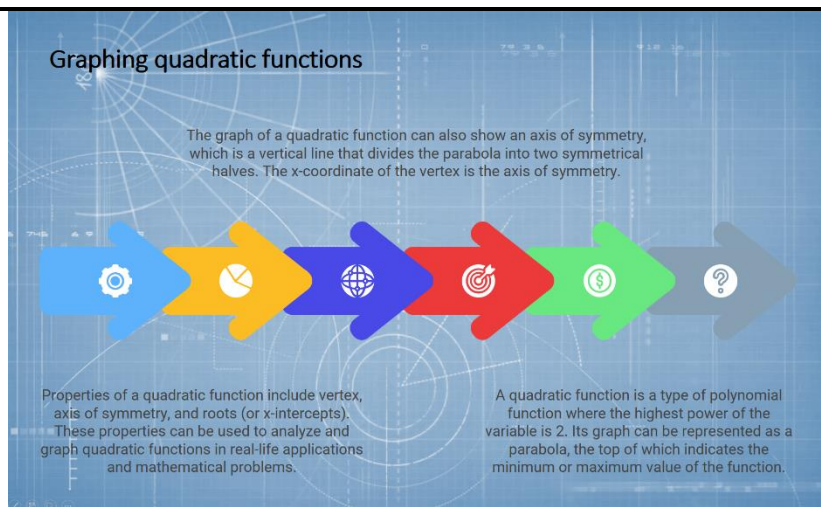 Graphing quadratic functions
The graph of a quadratic function can also show an axis of symmetry,
which is a vertical line that divides the parabola into two symmetrical
halves. The x-coordinate of the vertex is the axis of symmetry.
Properties of a quadratic function include vertex,
axis of symmetry, and roots (or x-intercepts).
These properties can be used to analyze and
graph quadratic functions in real-life applications
and mathematical problems.
A quadratic function is a type of polynomial
function where the highest power of the
variable is 2. Its graph can be represented as a
parabola, the top of which indicates the
minimum or maximum value of the function.